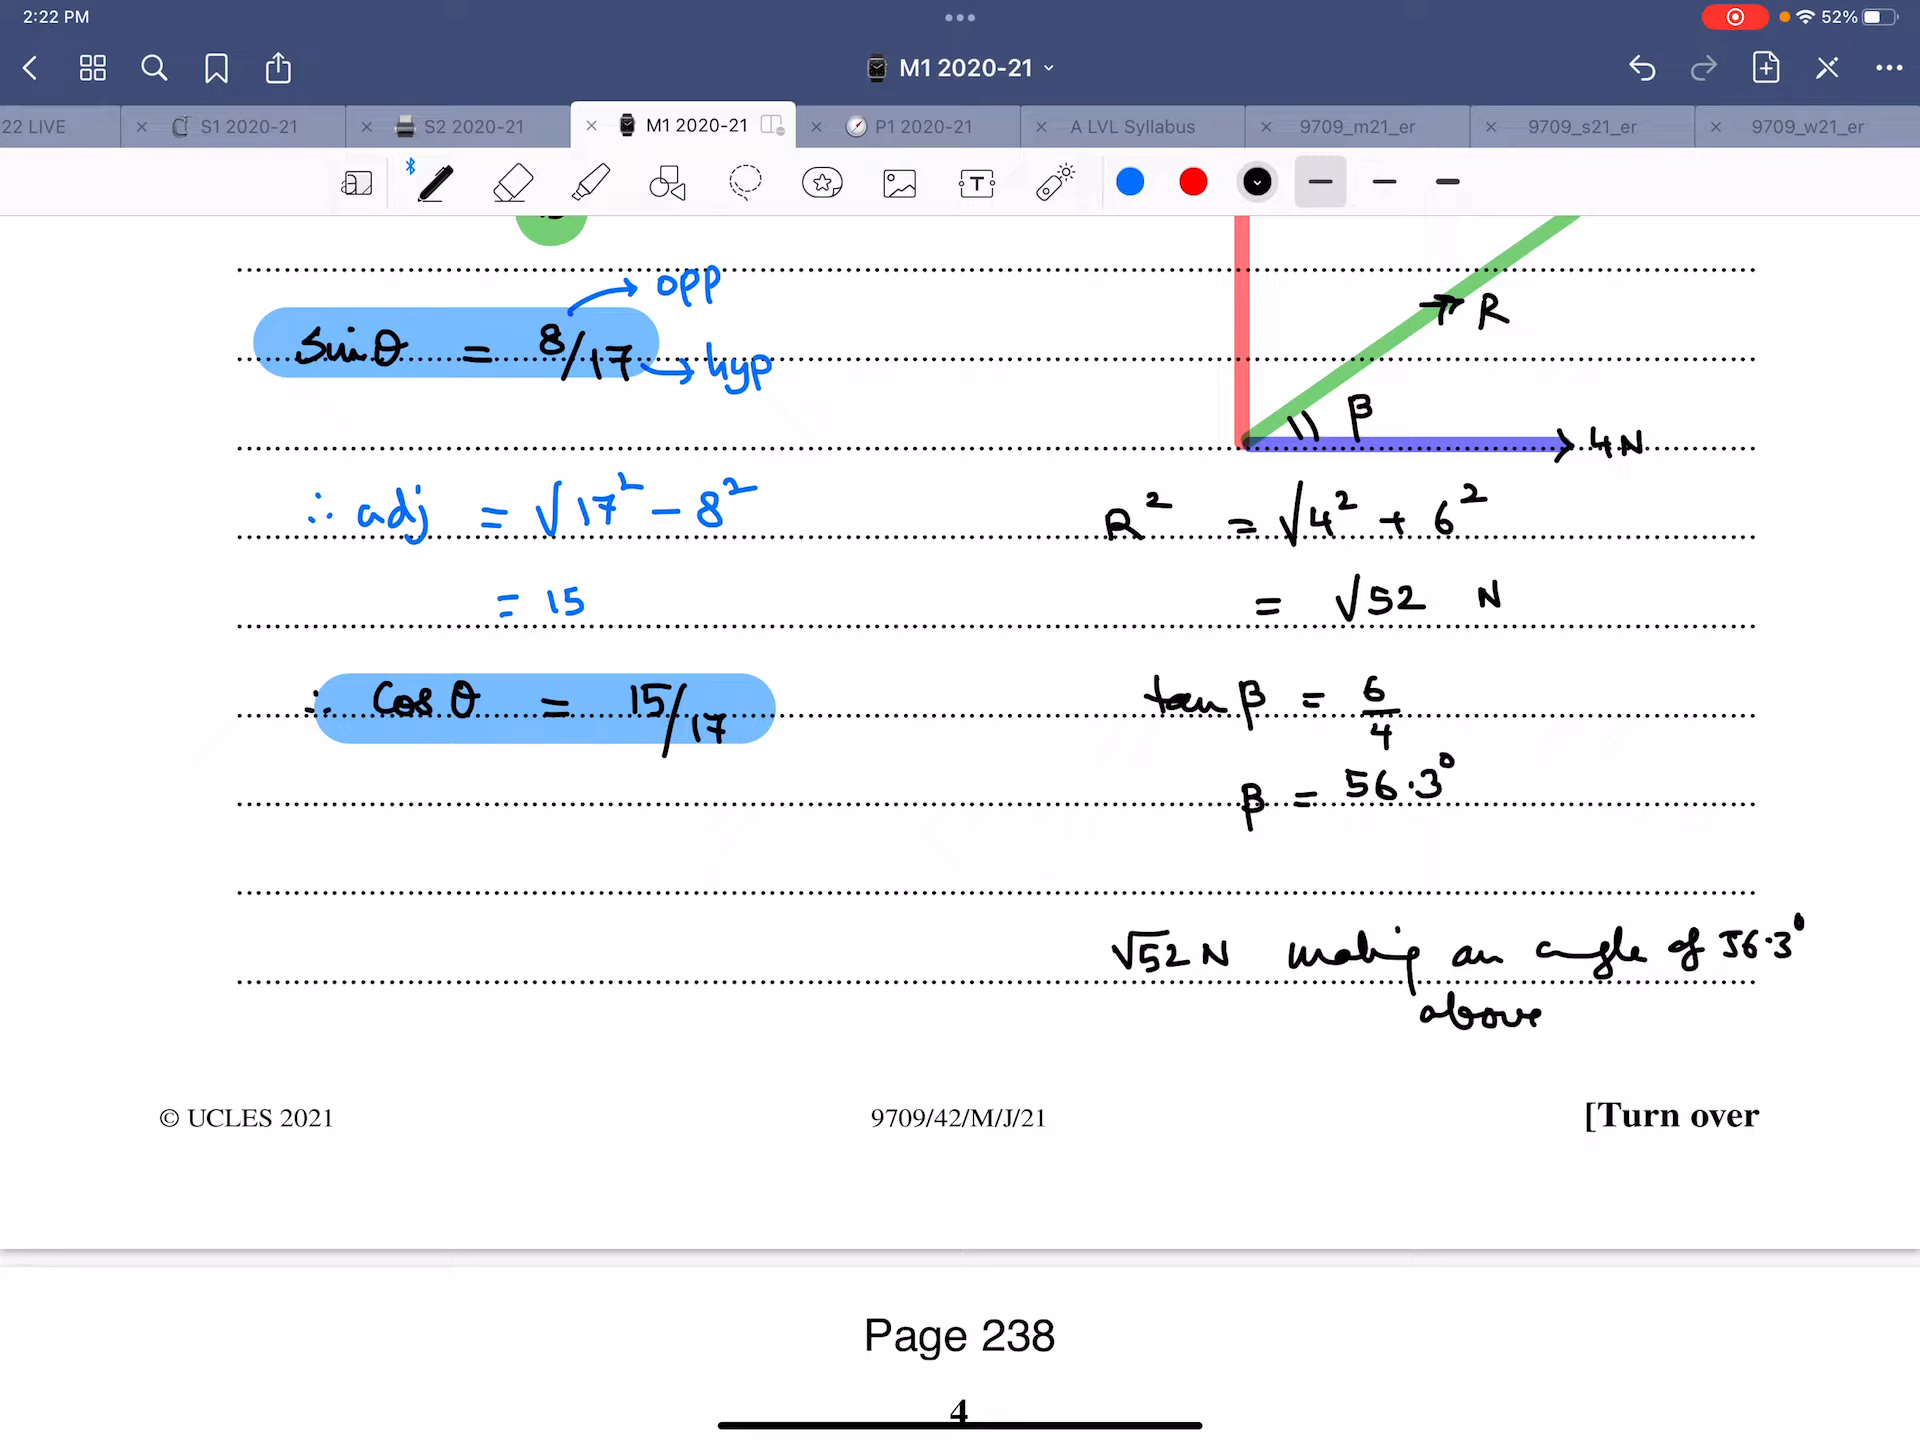 2:22 PM
52%
M1 2020-21
22 LIVE
S1 2020-21
S2 2020-21
M1 2020-21
P1 2020-21
A LVL Syllabus
9709_m21_er
9709_s21_er
9709_w21_er
opp
sin θ = 8/17
hyp
R
β
4 N
∴ adj = √17² − 8²
= 15
∴ cos θ = 15/17
R² = √4² + 6²
= √52 N
tan β = 6/4
β = 56.3°
√52 N making an angle of 56.3°
above
© UCLES 2021
9709/42/M/J/21
[Turn over
Page 238
4